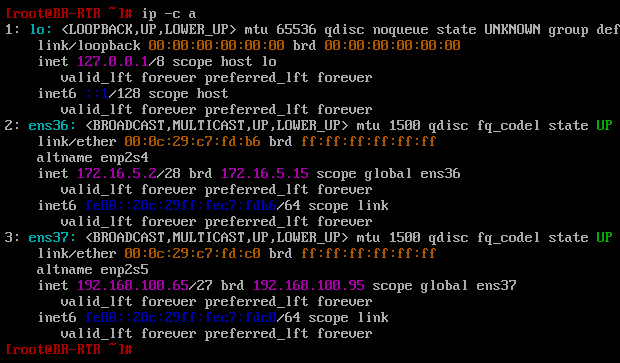 [root@BR-RTR ~]# ip -c a
1: lo: <LOOPBACK,UP,LOWER_UP> mtu 65536 qdisc noqueue state UNKNOWN group def
link/loopback 00:00:00:00:00:00 brd 00:00:00:00:00:00
inet 127.0.0.1/8 scope host lo
valid_lft forever preferred_lft forever
inet6 ::1/128 scope host
valid_lft forever preferred_lft forever
2: ens36: <BROADCAST,MULTICAST,UP,LOWER_UP> mtu 1500 qdisc fq_codel state UP
link/ether 00:0c:29:c7:fd:b6 brd ff:ff:ff:ff:ff:ff
altname enp2s4
inet 172.16.5.2/28 brd 172.16.5.15 scope global ens36
valid_lft forever preferred_lft forever
inet6 fe80::20c:29ff:fec7:fdb6/64 scope link
valid_lft forever preferred_lft forever
3: ens37: <BROADCAST,MULTICAST,UP,LOWER_UP> mtu 1500 qdisc fq_codel state UP
link/ether 00:0c:29:c7:fd:c0 brd ff:ff:ff:ff:ff:ff
altname enp2s5
inet 192.168.100.65/27 brd 192.168.100.95 scope global ens37
valid_lft forever preferred_lft forever
inet6 fe80::20c:29ff:fec7:fdc0/64 scope link
valid_lft forever preferred_lft forever
[root@BR-RTR ~]#